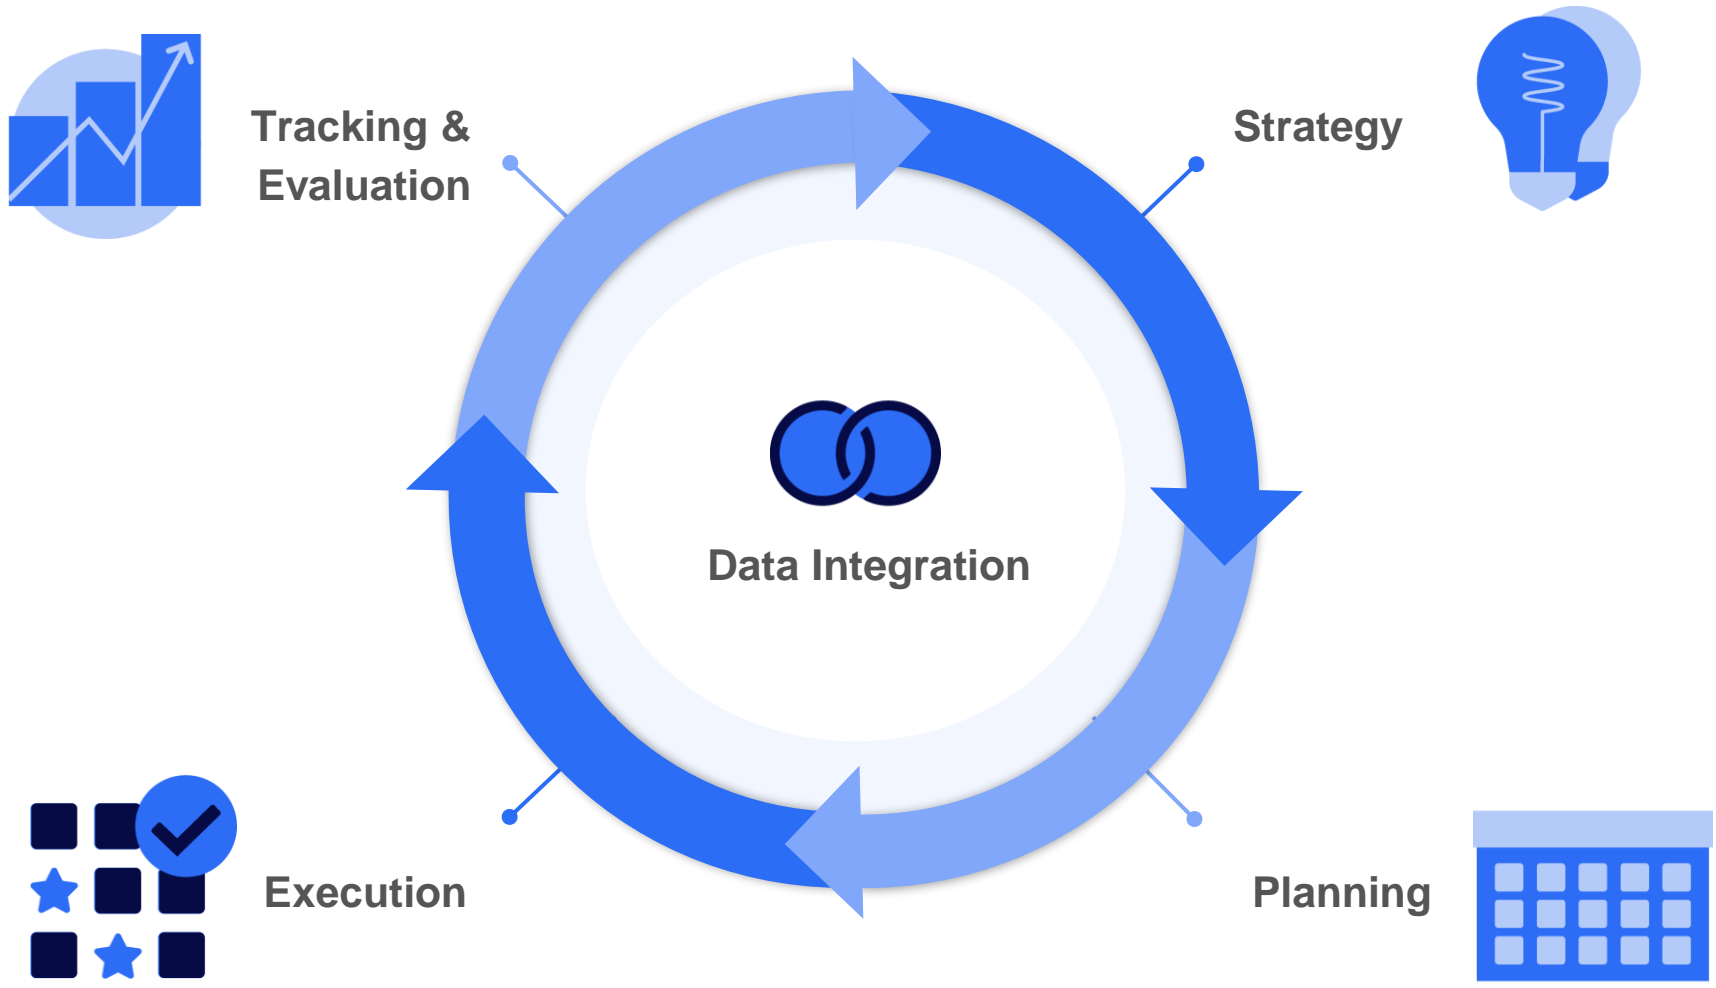 Tracking &
Evaluation
Strategy
Data Integration
Execution
Planning